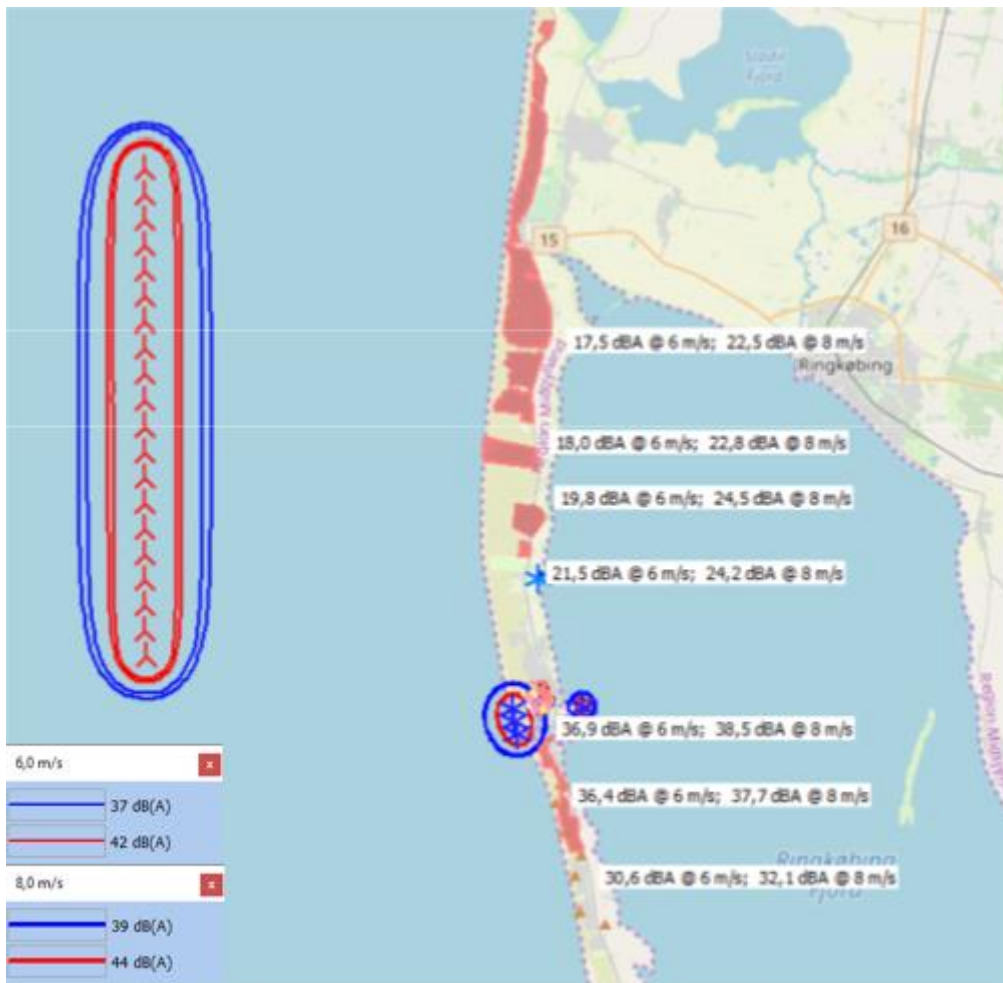 Stadil
Fjord
15
16
17,5 dBA @ 6 m/s; 22,5 dBA @ 8 m/s
Ringkøbing
18,0 dBA @ 6 m/s; 22,8 dBA @ 8 m/s
19,8 dBA @ 6 m/s; 24,5 dBA @ 8 m/s
21,5 dBA @ 6 m/s; 24,2 dBA @ 8 m/s
36,9 dBA @ 6 m/s; 38,5 dBA @ 8 m/s
36,4 dBA @ 6 m/s; 37,7 dBA @ 8 m/s
Ringkøbing
Fjord
30,6 dBA @ 6 m/s; 32,1 dBA @ 8 m/s
6,0 m/s
x
37 dB(A)
42 dB(A)
8,0 m/s
x
39 dB(A)
44 dB(A)